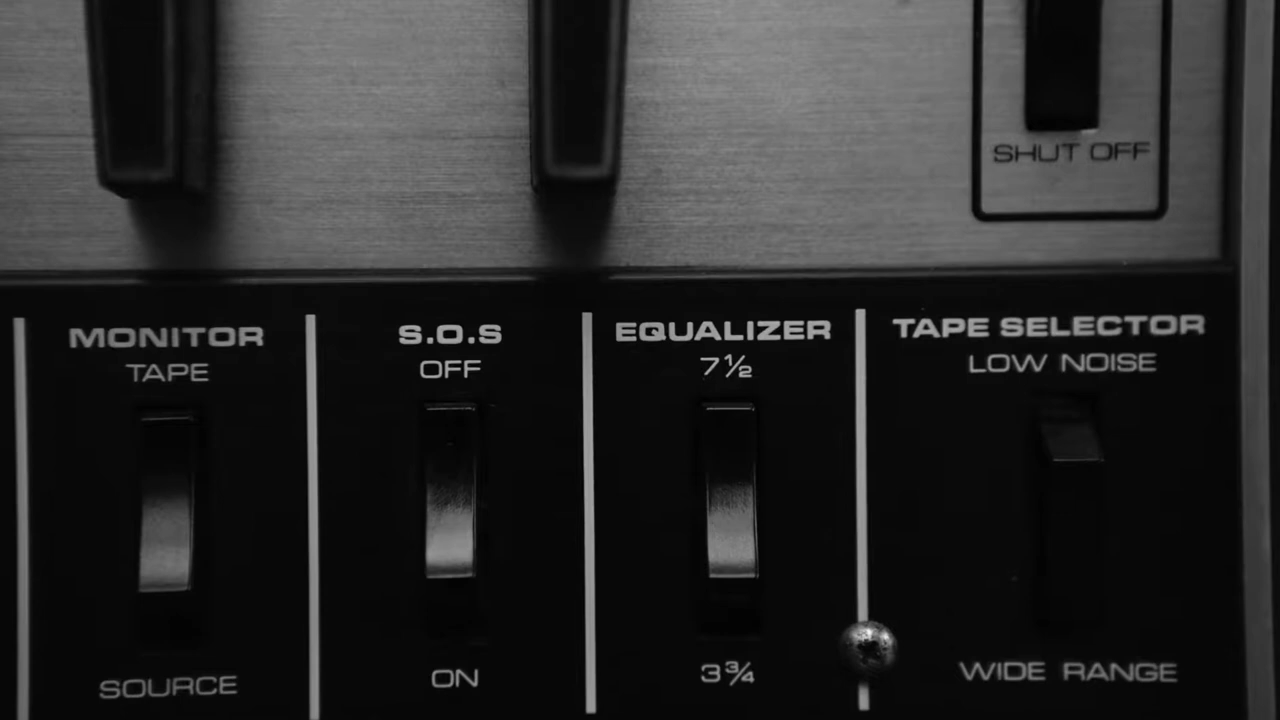 SHUT OFF
MONITOR
TAPE
SOURCE
S.O.S
OFF
ON
EQUALIZER
7½
3¾
TAPE SELECTOR
LOW NOISE
WIDE RANGE